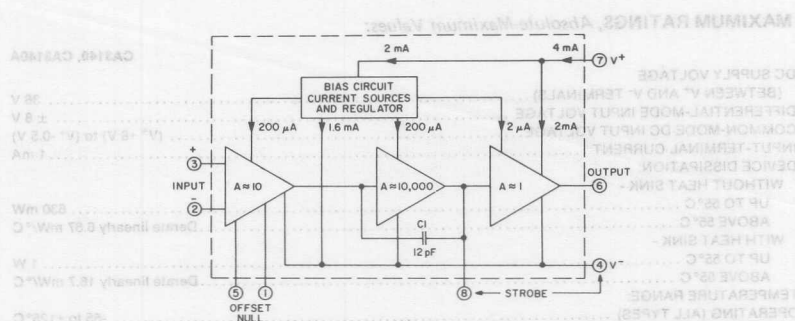 MAXIMUM RATINGS, Absolute Maximum Values:
CA3140, CA3140A
2 mA
4 mA
7 V+
DC SUPPLY VOLTAGE
(BETWEEN V+ AND V- TERMINALS)
36 V
DIFFERENTIAL-MODE INPUT VOLTAGE
± 8 V
COMMON-MODE DC INPUT VOLTAGE
(V+ +8 V) to (V- -0.5 V)
INPUT-TERMINAL CURRENT
1 mA
DEVICE DISSIPATION:
WITHOUT HEAT SINK -
UP TO 55°C
630 mW
ABOVE 55°C
Derate linearly 6.67 mW/°C
WITH HEAT SINK -
UP TO 55°C
1 W
ABOVE 55°C
Derate linearly 16.7 mW/°C
TEMPERATURE RANGE:
OPERATING (ALL TYPES)
-55 to +125°C
BIAS CIRCUIT
CURRENT SOURCES
AND REGULATOR
200 μA
1.6 mA
200 μA
2 μA
2mA
+
3
INPUT
-
2
A ≈ 10
A ≈ 10,000
A ≈ 1
OUTPUT
6
C1
12 pF
4 V-
5
1
8
STROBE
OFFSET
NULL